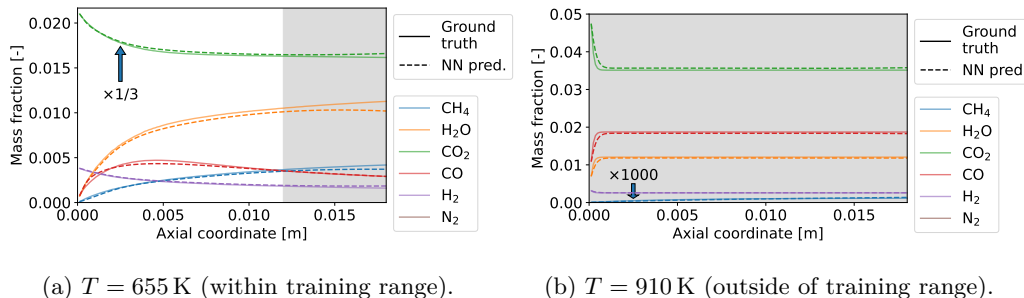 0.020
0.015
0.010
0.005
0.000
Mass fraction [-]
×1/3
0.000
0.005
0.010
0.015
Axial coordinate [m]
Ground
truth
NN pred.
CH₄
H₂O
CO₂
CO
H₂
N₂
(a) T = 655 K (within training range).
0.05
0.04
0.03
0.02
0.01
0.00
Mass fraction [-]
×1000
0.000
0.005
0.010
0.015
Axial coordinate [m]
Ground
truth
NN pred.
CH₄
H₂O
CO₂
CO
H₂
N₂
(b) T = 910 K (outside of training range).